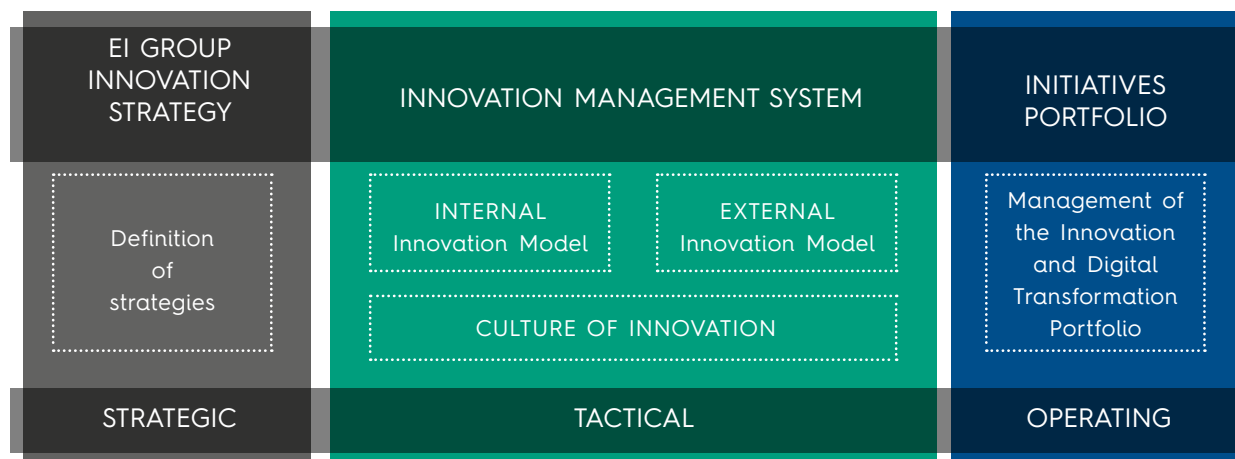 EI GROUP
INNOVATION
STRATEGY
INNOVATION MANAGEMENT SYSTEM
INITIATIVES
PORTFOLIO
Definition
of
strategies
INTERNAL
Innovation Model
EXTERNAL
Innovation Model
CULTURE OF INNOVATION
Management of
the Innovation
and Digital
Transformation
Portfolio
STRATEGIC
TACTICAL
OPERATING